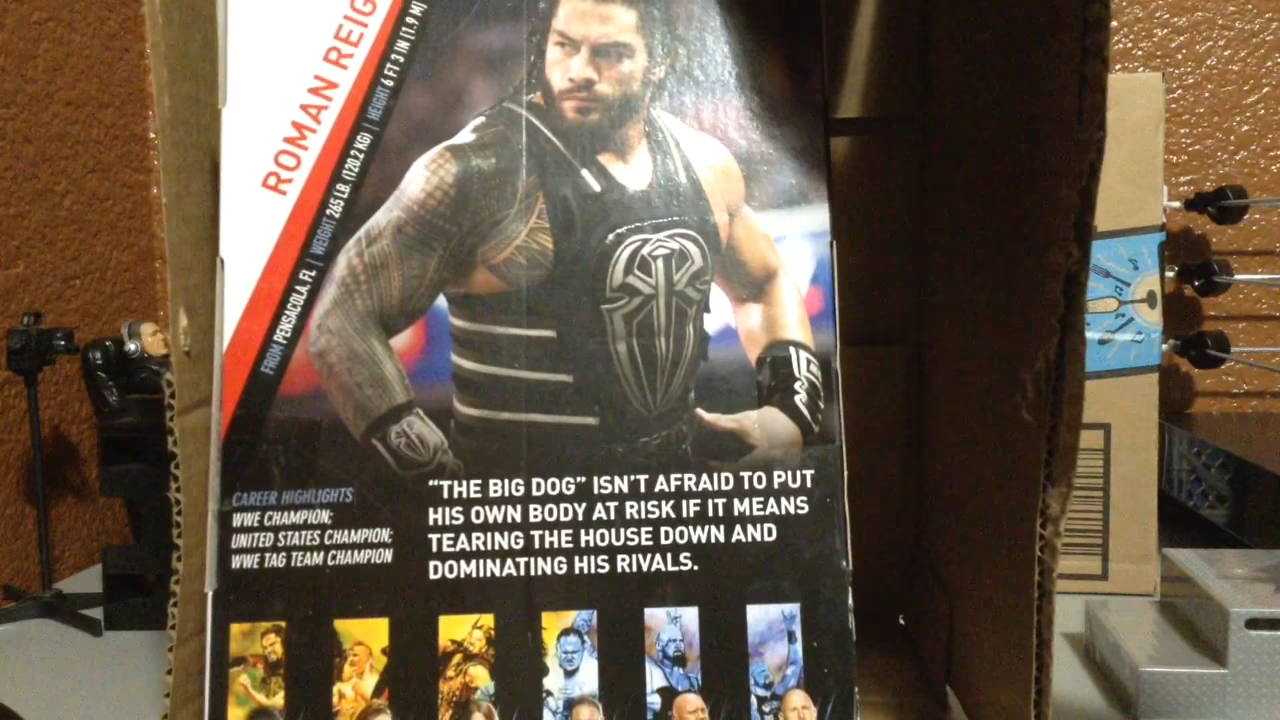 ROMAN REIG
FROM PENSACOLA, FL | WEIGHT 265 LB. (120.2 KG) | HEIGHT 6 FT 3 IN (1.9 M)
CAREER HIGHLIGHTS
WWE CHAMPION;
UNITED STATES CHAMPION;
WWE TAG TEAM CHAMPION
“THE BIG DOG” ISN’T AFRAID TO PUT
HIS OWN BODY AT RISK IF IT MEANS
TEARING THE HOUSE DOWN AND
DOMINATING HIS RIVALS.